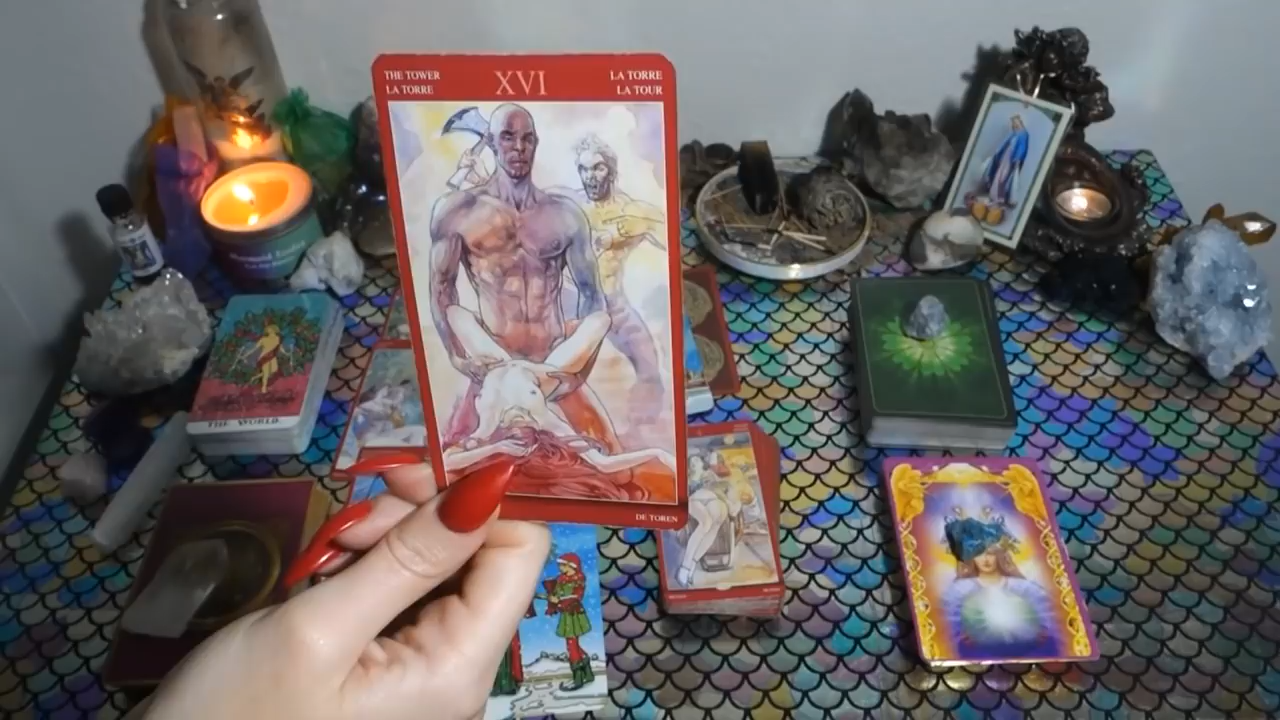 THE TOWER
LA TORRE
XVI
LA TORRE
LA TOUR
DE TOREN
THE WORLD.